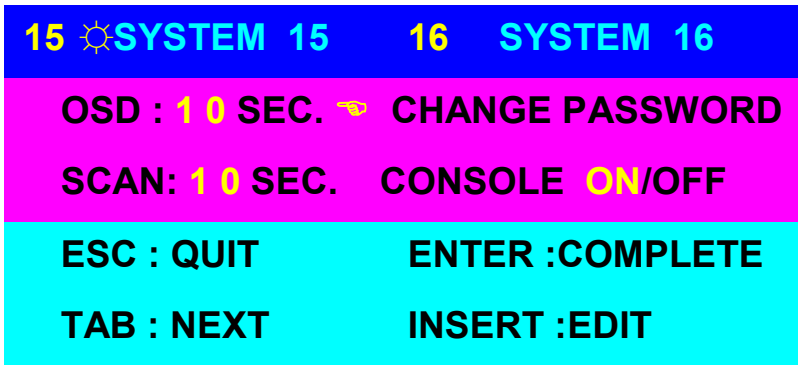 15 ☼SYSTEM 15 16 SYSTEM 16
OSD : 1 0 SEC. ☜ CHANGE PASSWORD
SCAN: 1 0 SEC. CONSOLE ON/OFF
ESC : QUIT ENTER :COMPLETE
TAB : NEXT INSERT :EDIT